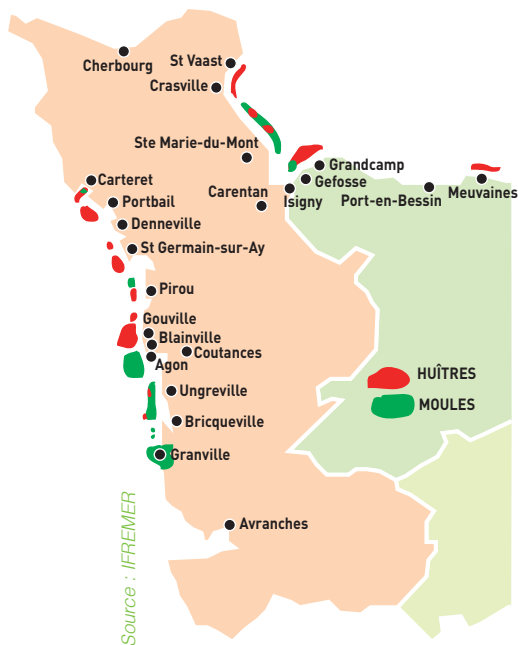 Cherbourg
St Vaast
Crasville
Ste Marie-du-Mont
Grandcamp
Gefosse
Isigny
Port-en-Bessin
Meuvaines
Carentan
Carteret
Portbail
Denneville
St Germain-sur-Ay
Pirou
Gouville
Blainville
Coutances
Agon
Ungreville
Bricqueville
Granville
Avranches
HUÎTRES
MOULES
Source : IFREMER